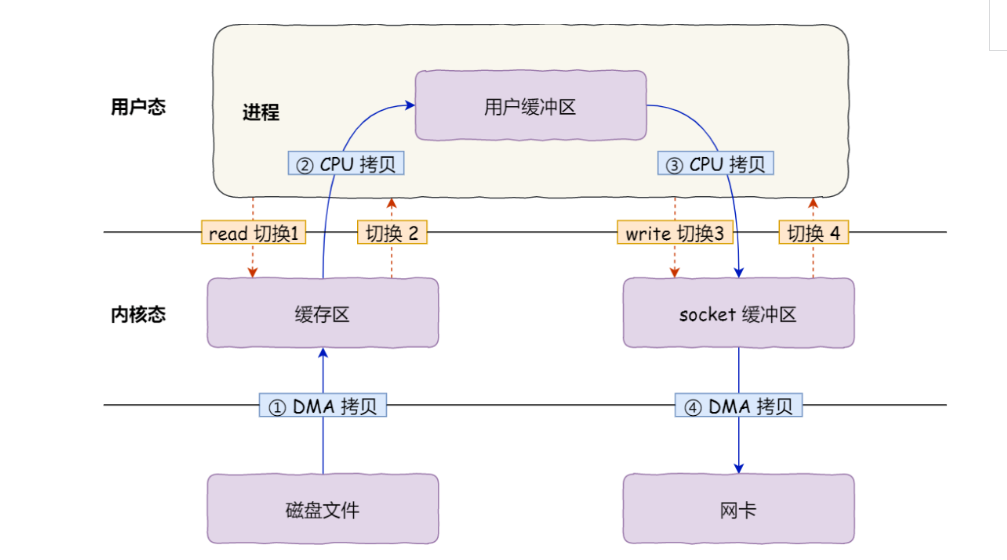 用户态
进程
用户缓冲区
② CPU 拷贝
③ CPU 拷贝
read 切换1
切换 2
write 切换3
切换 4
内核态
缓存区
socket 缓冲区
① DMA 拷贝
④ DMA 拷贝
磁盘文件
网卡